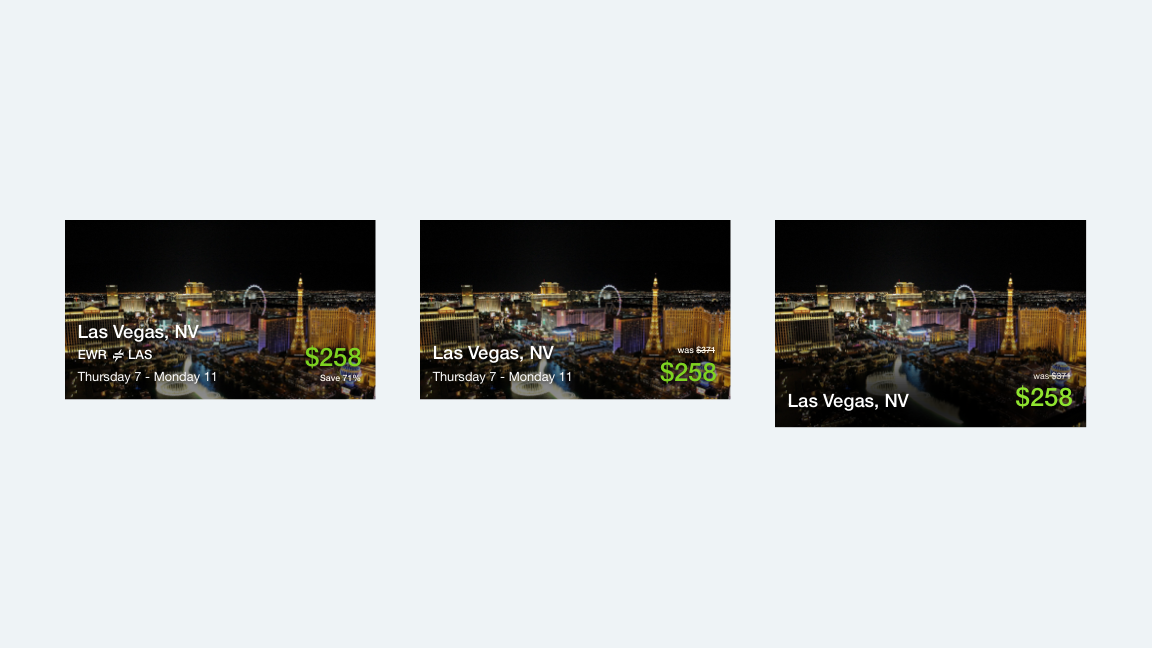 Las Vegas, NV
EWR LAS
Thursday 7 - Monday 11
$258
Save 71%
Las Vegas, NV
Thursday 7 - Monday 11
was $371
$258
Las Vegas, NV
was $371
$258